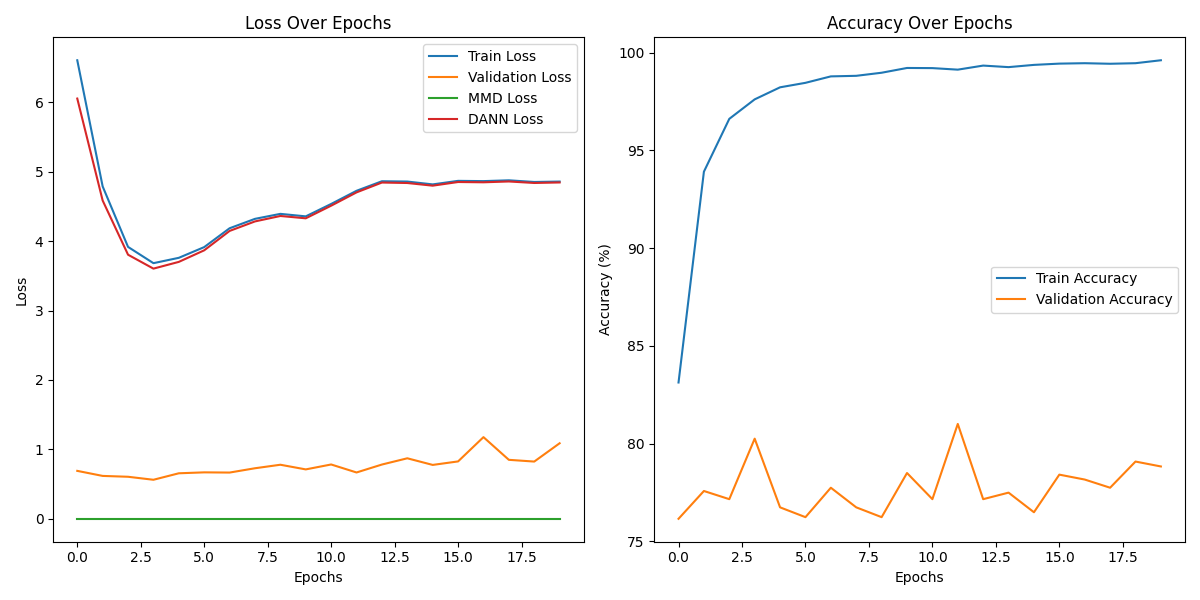 Loss Over Epochs
Train Loss
Validation Loss
MMD Loss
DANN Loss
Loss
6
5
4
3
2
1
0
0.0 2.5 5.0 7.5 10.0 12.5 15.0 17.5
Epochs
Accuracy Over Epochs
Train Accuracy
Validation Accuracy
Accuracy (%)
100
95
90
85
80
75
0.0 2.5 5.0 7.5 10.0 12.5 15.0 17.5
Epochs